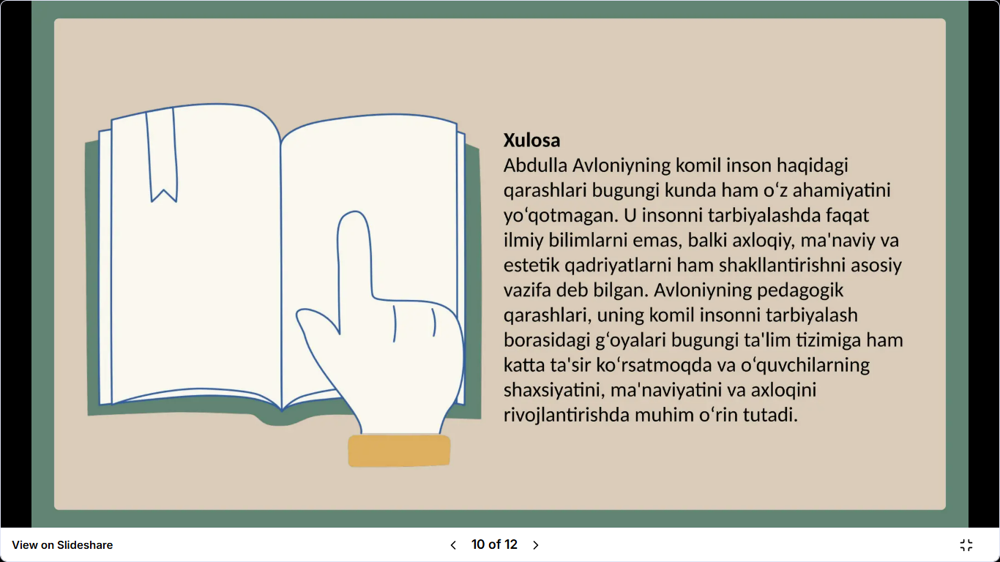 Xulosa
Abdulla Avloniyning komil inson haqidagi
qarashlari bugungi kunda ham oʻz ahamiyatini
yoʻqotmagan. U insonni tarbiyalashda faqat
ilmiy bilimlarni emas, balki axloqiy, ma'naviy va
estetik qadriyatlarni ham shakllantirishni asosiy
vazifa deb bilgan. Avloniyning pedagogik
qarashlari, uning komil insonni tarbiyalash
borasidagi gʻoyalari bugungi ta'lim tizimiga ham
katta ta'sir koʻrsatmoqda va oʻquvchilarning
shaxsiyatini, ma'naviyatini va axloqini
rivojlantirishda muhim oʻrin tutadi.
View on Slideshare
10 of 12